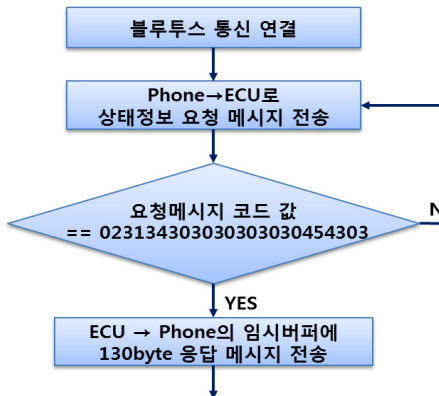 블루투스 통신 연결
Phone→ECU로
상태정보 요청 메시지 전송
요청메시지 코드 값
== 0231343030303030304543​03
N
YES
ECU → Phone의 임시버퍼에
130byte 응답 메시지 전송